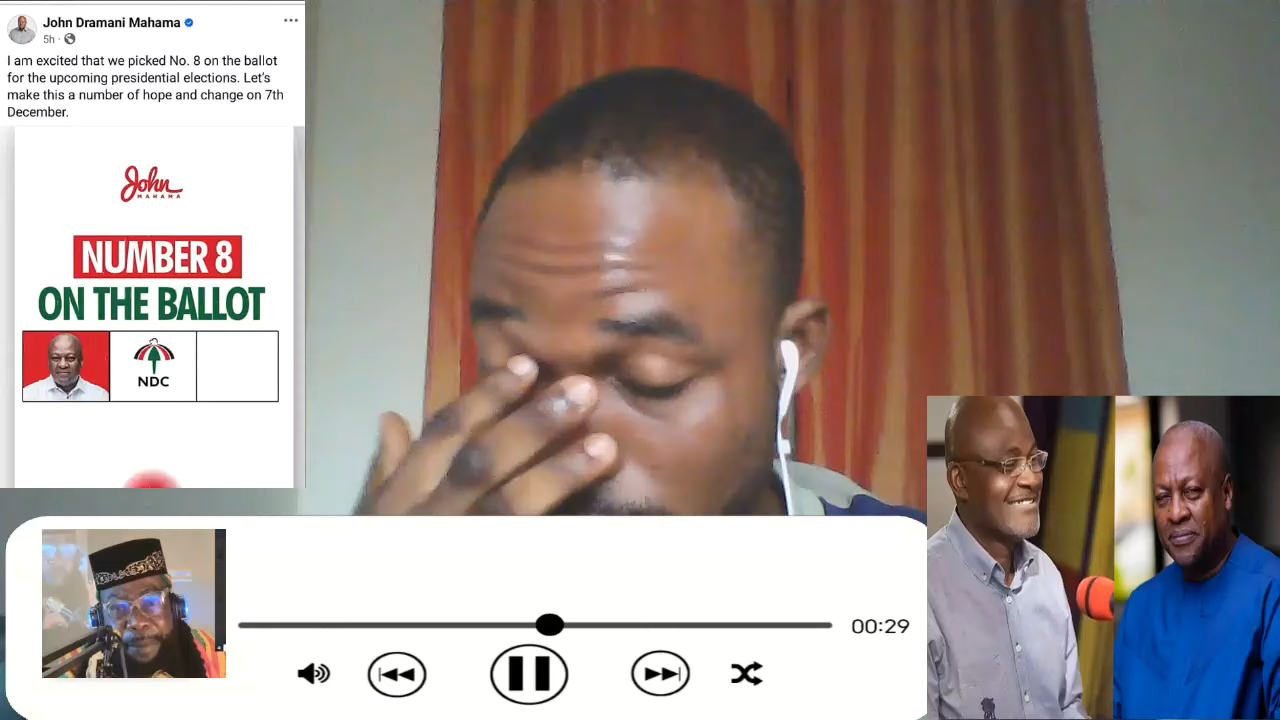 John Dramani Mahama
5h ·
I am excited that we picked No. 8 on the ballot
for the upcoming presidential elections. Let's
make this a number of hope and change on 7th
December.
John
MAHAMA
NUMBER 8
ON THE BALLOT
NDC
00:29